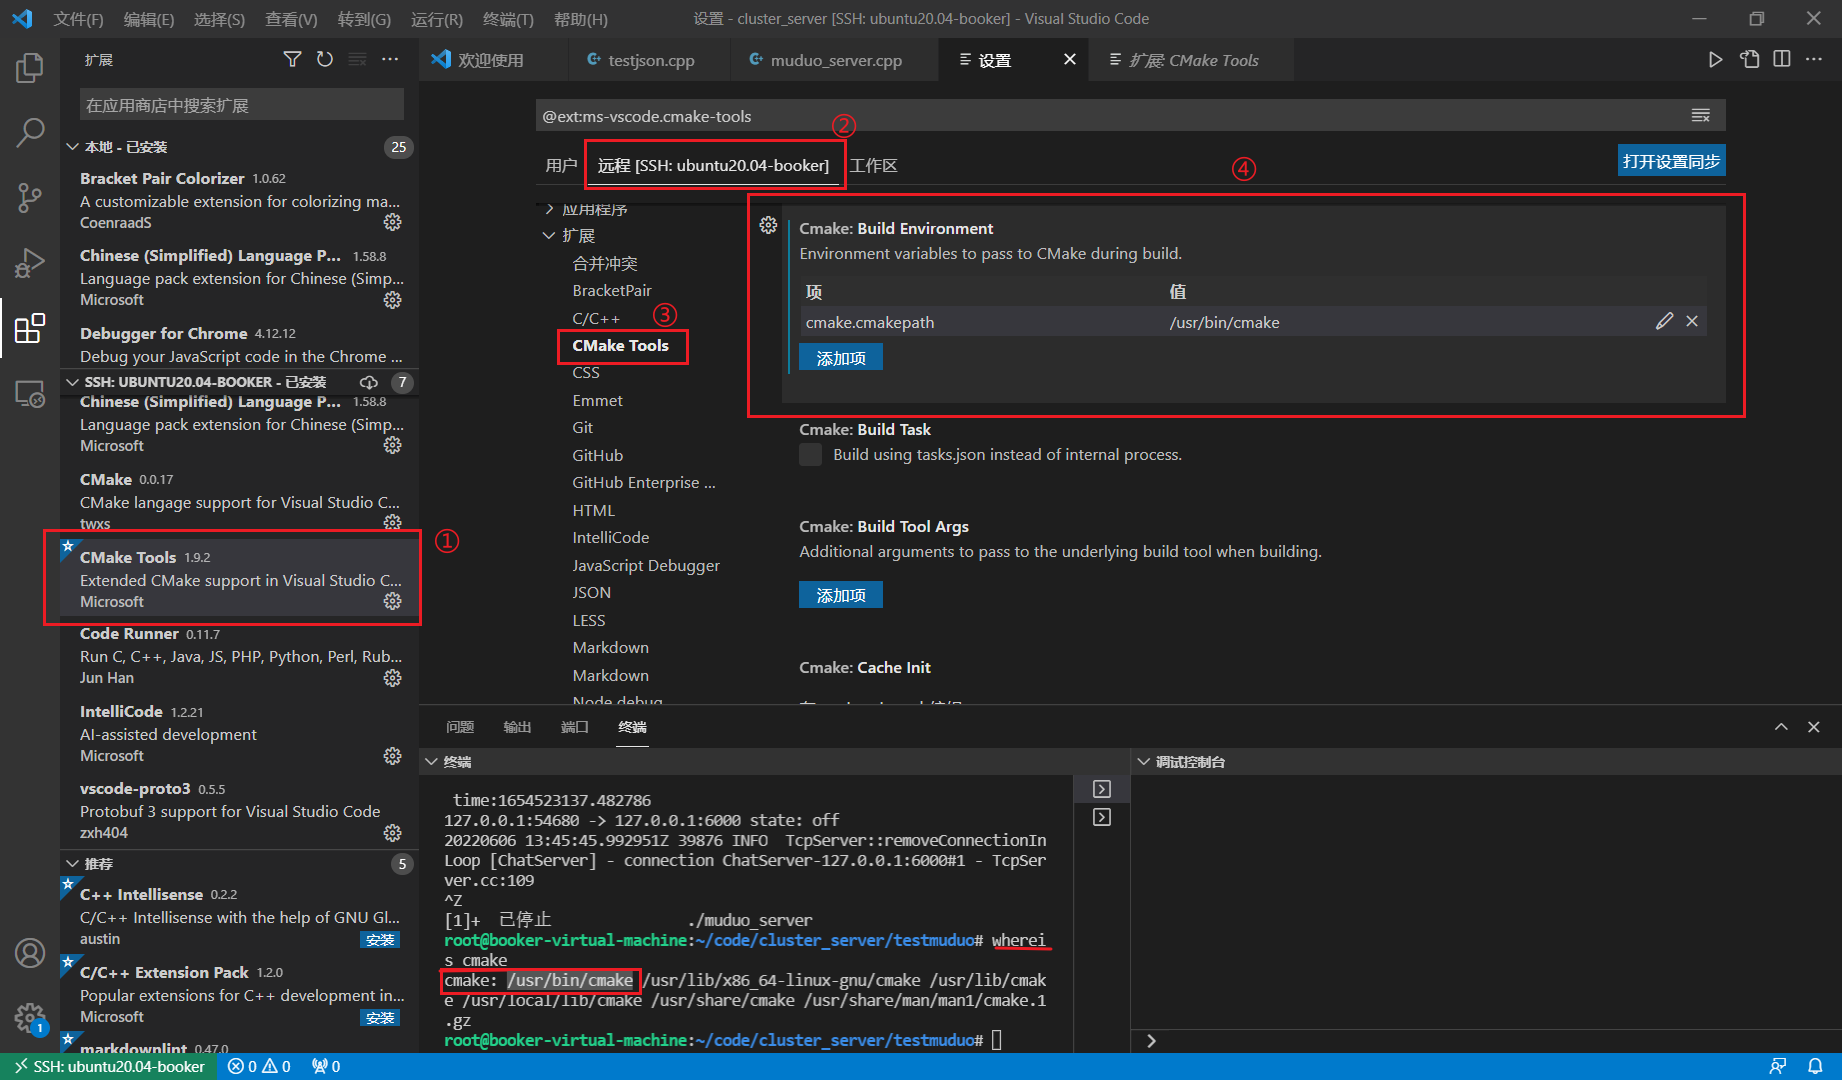 文件(F) 编辑(E) 选择(S) 查看(V) 转到(G) 运行(R) 终端(T) 帮助(H) 设置 - cluster_server [SSH: ubuntu20.04-booker] - Visual Studio Code
扩展
在应用商店中搜索扩展
本地 - 已安装 25
Bracket Pair Colorizer 1.0.62
A customizable extension for colorizing ma...
CoenraadS
Chinese (Simplified) Language P... 1.58.8
Language pack extension for Chinese (Simp...
Microsoft
Debugger for Chrome 4.12.12
Debug your JavaScript code in the Chrome ...
SSH: UBUNTU20.04-BOOKER - 已安装 7
Chinese (Simplified) Language P... 1.58.8
Language pack extension for Chinese (Simp...
Microsoft
CMake 0.0.17
CMake langage support for Visual Studio C...
twxs
①
CMake Tools 1.9.2
Extended CMake support in Visual Studio C...
Microsoft
Code Runner 0.11.7
Run C, C++, Java, JS, PHP, Python, Perl, Rub...
Jun Han
IntelliCode 1.2.21
AI-assisted development
Microsoft
vscode-proto3 0.5.5
Protobuf 3 support for Visual Studio Code
zxh404
推荐 5
C++ Intellisense 0.2.2
C/C++ Intellisense with the help of GNU Gl...
austin 安装
C/C++ Extension Pack 1.2.0
Popular extensions for C++ development in...
Microsoft 安装
markdownlint 0.47.0
1
欢迎使用 testjson.cpp muduo_server.cpp 设置 扩展: CMake Tools
@ext:ms-vscode.cmake-tools
②
用户 远程 [SSH: ubuntu20.04-booker] 工作区
④
打开设置同步
应用程序
扩展
合并冲突
BracketPair
C/C++
③
CMake Tools
CSS
Emmet
Git
GitHub
GitHub Enterprise ...
HTML
IntelliCode
JavaScript Debugger
JSON
LESS
Markdown
Markdown
Node debug
Cmake: Build Environment
Environment variables to pass to CMake during build.
项 值
cmake.cmakepath /usr/bin/cmake
添加项
Cmake: Build Task
Build using tasks.json instead of internal process.
Cmake: Build Tool Args
Additional arguments to pass to the underlying build tool when building.
添加项
Cmake: Cache Init
问题 输出 端口 终端
终端
time:1654523137.482786
127.0.0.1:54680 -> 127.0.0.1:6000 state: off
20220606 13:45:45.992951Z 39876 INFO  TcpServer::removeConnectionIn
Loop [ChatServer] - connection ChatServer-127.0.0.1:6000#1 - TcpSer
ver.cc:109
^Z
[1]+  已停止               ./muduo_server
root@booker-virtual-machine:~/code/cluster_server/testmuduo# wherei
s cmake
cmake: /usr/bin/cmake /usr/lib/x86_64-linux-gnu/cmake /usr/lib/cmak
e /usr/local/lib/cmake /usr/share/cmake /usr/share/man/man1/cmake.1
.gz
root@booker-virtual-machine:~/code/cluster_server/testmuduo#
调试控制台
SSH: ubuntu20.04-booker 0 0 0